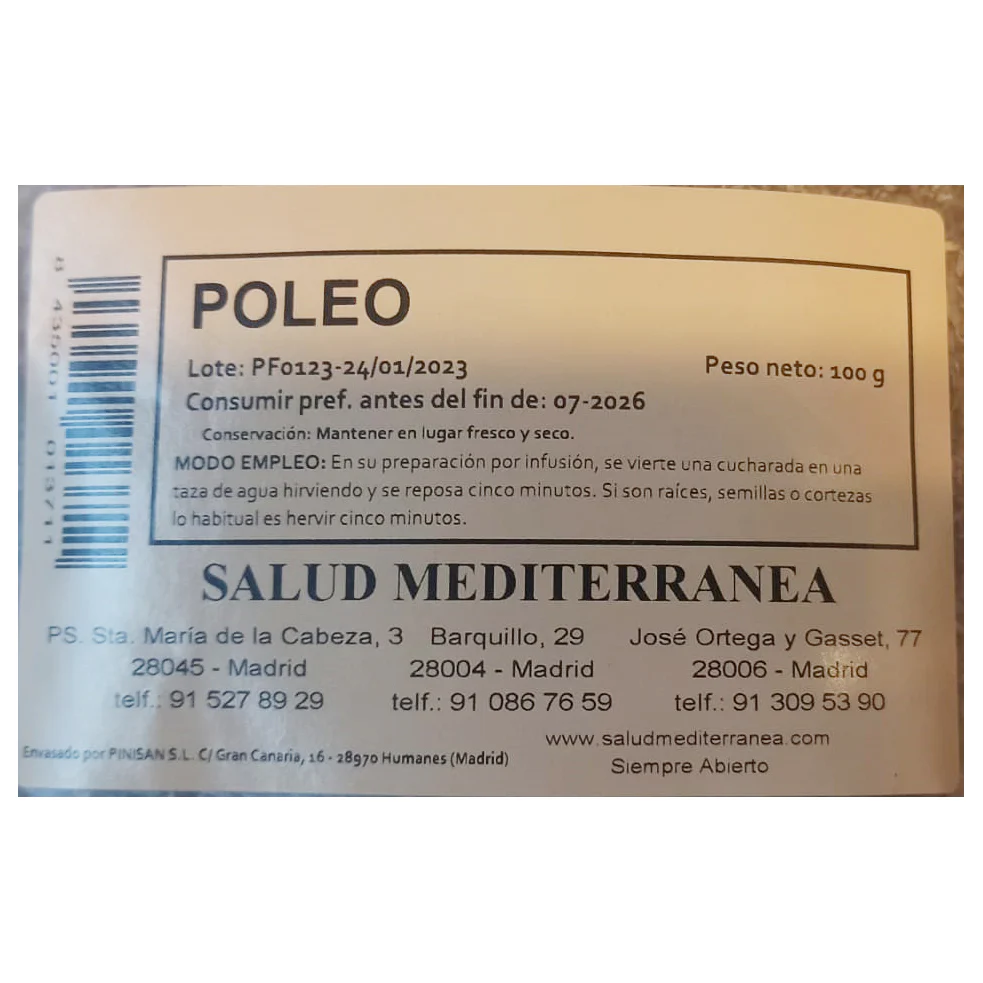 POLEO
Lote: PF0123-24/01/2023 Peso neto: 100 g
Consumir pref. antes del fin de: 07-2026
Conservación: Mantener en lugar fresco y seco.
MODO EMPLEO: En su preparación por infusión, se vierte una cucharada en una
taza de agua hirviendo y se reposa cinco minutos. Si son raíces, semillas o cortezas
lo habitual es hervir cinco minutos.
SALUD MEDITERRANEA
PS. Sta. María de la Cabeza, 3 Barquillo, 29 José Ortega y Gasset, 77
28045 - Madrid 28004 - Madrid 28006 - Madrid
telf.: 91 527 89 29 telf.: 91 086 76 59 telf.: 91 309 53 90
www.saludmediterranea.com
Envasado por PINISAN S.L. C/ Gran Canaria, 16 - 28970 Humanes (Madrid)
Siempre Abierto